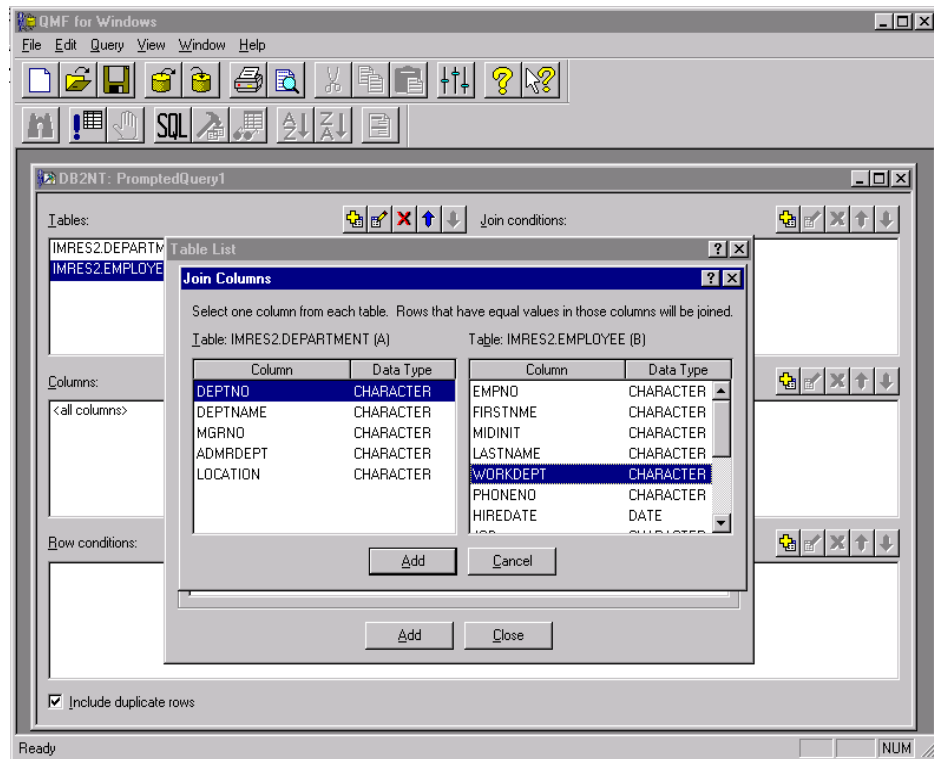 QMF for Windows
File Edit Query View Window Help
SQL
A Z
Z A
DB2NT: PromptedQuery1
Tables:
Join conditions:
IMRES2.DEPARTM
IMRES2.EMPLOYE
Table List
Join Columns
Select one column from each table. Rows that have equal values in those columns will be joined.
Table: IMRES2.DEPARTMENT (A)
Table: IMRES2.EMPLOYEE (B)
Column Data Type
DEPTNO CHARACTER
DEPTNAME CHARACTER
MGRNO CHARACTER
ADMRDEPT CHARACTER
LOCATION CHARACTER
Column Data Type
EMPNO CHARACTER
FIRSTNME CHARACTER
MIDINIT CHARACTER
LASTNAME CHARACTER
WORKDEPT CHARACTER
PHONENO CHARACTER
HIREDATE DATE
Add Cancel
Columns:
<all columns>
Row conditions:
Add Close
Include duplicate rows
Ready
NUM